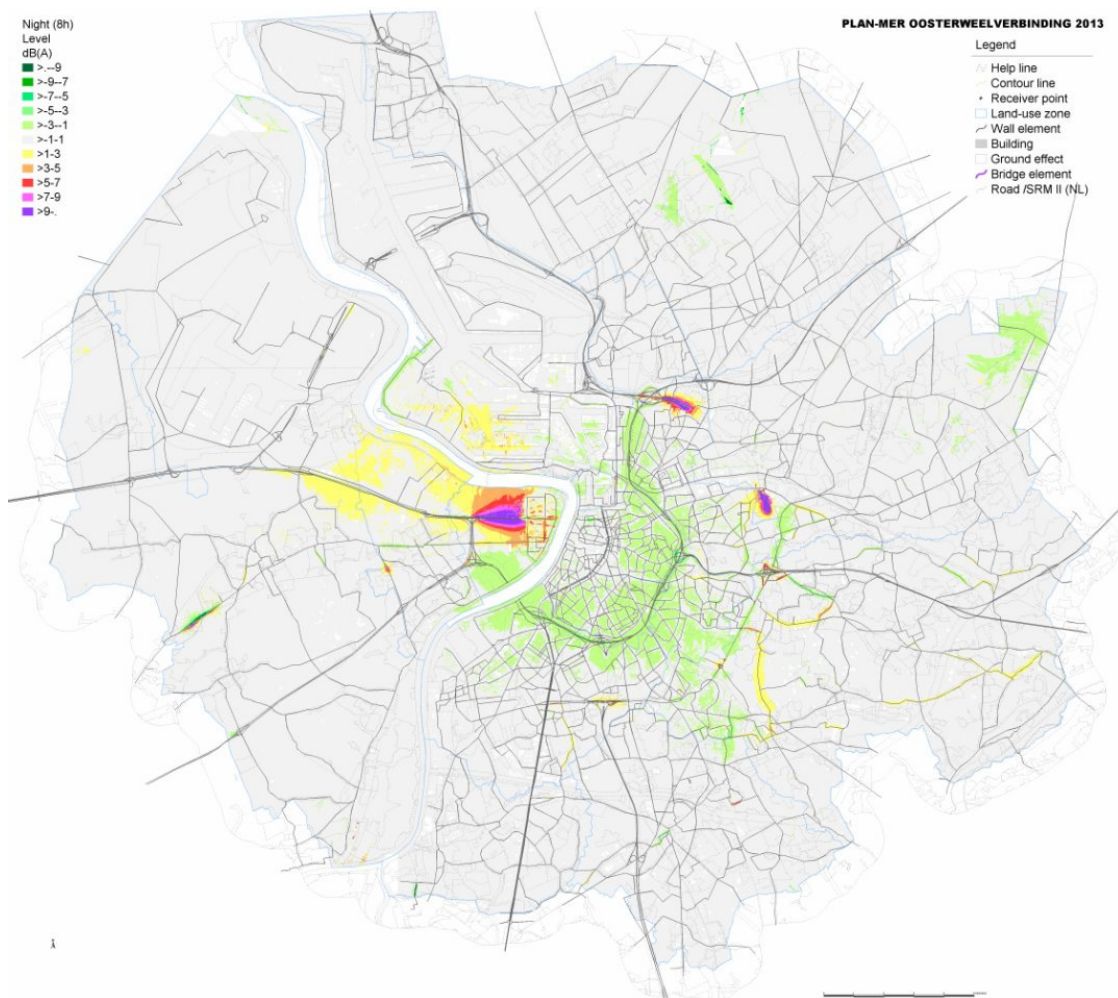 Night (8h)
Level
dB(A)
>.--9
>-9--7
>-7--5
>-5--3
>-3--1
>-1-1
>1-3
>3-5
>5-7
>7-9
>9-.
PLAN-MER OOSTERWEELVERBINDING 2013
Legend
Help line
Contour line
Receiver point
Land-use zone
Wall element
Building
Ground effect
Bridge element
Road /SRM II (NL)